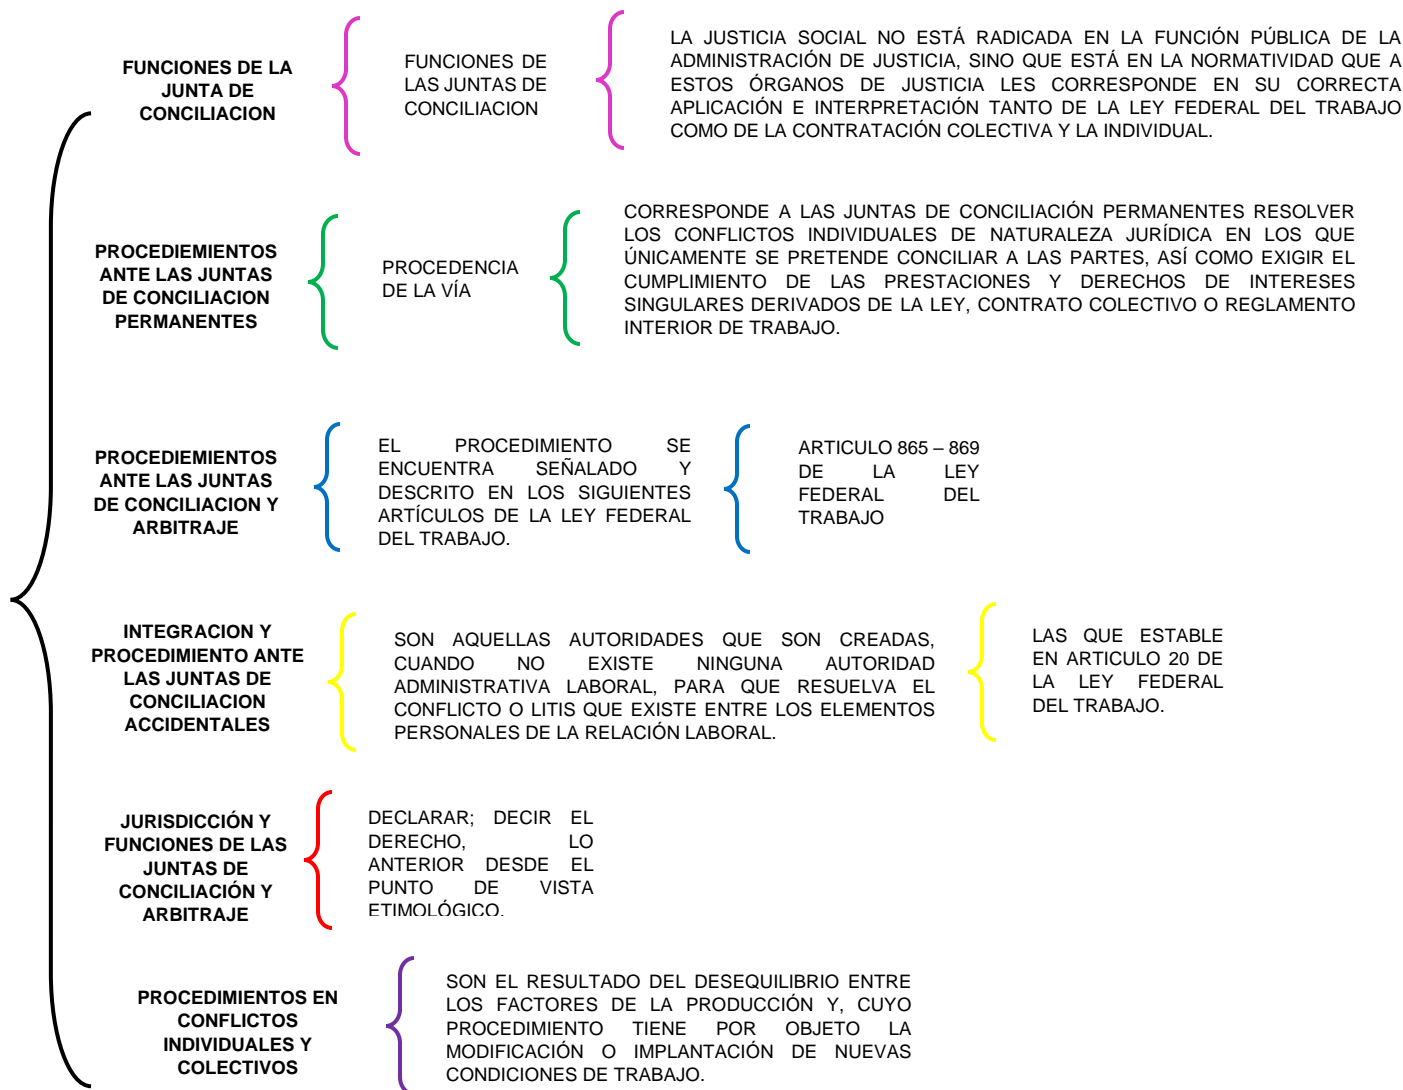 FUNCIONES DE LA
JUNTA DE
CONCILIACION
FUNCIONES DE
LAS JUNTAS DE
CONCILIACION
LA JUSTICIA SOCIAL NO ESTÁ RADICADA EN LA FUNCIÓN PÚBLICA DE LA
ADMINISTRACIÓN DE JUSTICIA, SINO QUE ESTÁ EN LA NORMATIVIDAD QUE A
ESTOS ÓRGANOS DE JUSTICIA LES CORRESPONDE EN SU CORRECTA
APLICACIÓN E INTERPRETACIÓN TANTO DE LA LEY FEDERAL DEL TRABAJO
COMO DE LA CONTRATACIÓN COLECTIVA Y LA INDIVIDUAL.
PROCEDIEMIENTOS
ANTE LAS JUNTAS
DE CONCILIACION
PERMANENTES
PROCEDENCIA
DE LA VÍA
CORRESPONDE A LAS JUNTAS DE CONCILIACIÓN PERMANENTES RESOLVER
LOS CONFLICTOS INDIVIDUALES DE NATURALEZA JURÍDICA EN LOS QUE
ÚNICAMENTE SE PRETENDE CONCILIAR A LAS PARTES, ASÍ COMO EXIGIR EL
CUMPLIMIENTO DE LAS PRESTACIONES Y DERECHOS DE INTERESES
SINGULARES DERIVADOS DE LA LEY, CONTRATO COLECTIVO O REGLAMENTO
INTERIOR DE TRABAJO.
PROCEDIEMIENTOS
ANTE LAS JUNTAS
DE CONCILIACION Y
ARBITRAJE
EL PROCEDIMIENTO SE
ENCUENTRA SEÑALADO Y
DESCRITO EN LOS SIGUIENTES
ARTÍCULOS DE LA LEY FEDERAL
DEL TRABAJO.
ARTICULO 865 – 869
DE LA LEY
FEDERAL DEL
TRABAJO
INTEGRACION Y
PROCEDIMIENTO ANTE
LAS JUNTAS DE
CONCILIACION
ACCIDENTALES
SON AQUELLAS AUTORIDADES QUE SON CREADAS,
CUANDO NO EXISTE NINGUNA AUTORIDAD
ADMINISTRATIVA LABORAL, PARA QUE RESUELVA EL
CONFLICTO O LITIS QUE EXISTE ENTRE LOS ELEMENTOS
PERSONALES DE LA RELACIÓN LABORAL.
LAS QUE ESTABLE
EN ARTICULO 20 DE
LA LEY FEDERAL
DEL TRABAJO.
JURISDICCIÓN Y
FUNCIONES DE LAS
JUNTAS DE
CONCILIACIÓN Y
ARBITRAJE
DECLARAR; DECIR EL
DERECHO, LO
ANTERIOR DESDE EL
PUNTO DE VISTA
ETIMOLÓGICO.
PROCEDIMIENTOS EN
CONFLICTOS
INDIVIDUALES Y
COLECTIVOS
SON EL RESULTADO DEL DESEQUILIBRIO ENTRE
LOS FACTORES DE LA PRODUCCIÓN Y, CUYO
PROCEDIMIENTO TIENE POR OBJETO LA
MODIFICACIÓN O IMPLANTACIÓN DE NUEVAS
CONDICIONES DE TRABAJO.